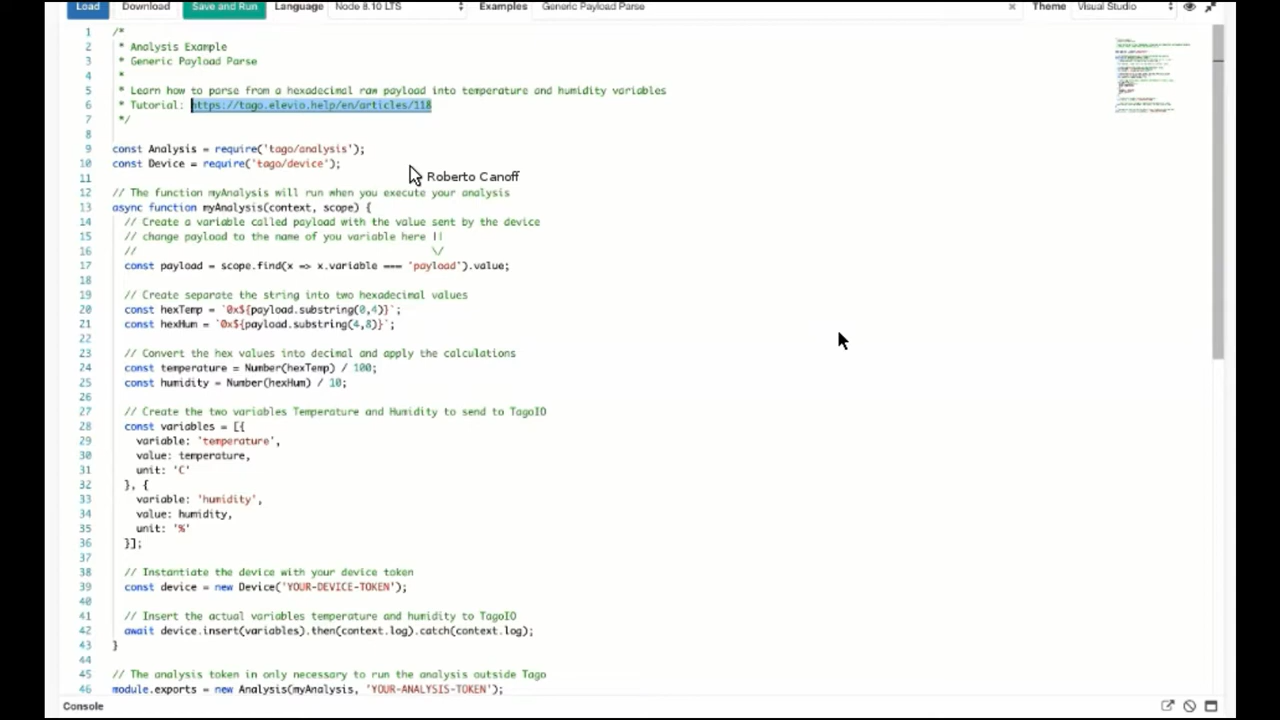 Load Download Save and Run Language Node 8.10 LTS Examples Generic Payload Parse Theme Visual Studio
1 /*
2 * Analysis Example
3 * Generic Payload Parse
4 *
5 * Learn how to parse from a hexadecimal raw payload into temperature and humidity variables
6 * Tutorial: https://tago.elevio.help/en/articles/118
7 */
8
9 const Analysis = require('tago/analysis');
10 const Device = require('tago/device');
Roberto Canoff
11
12 // The function myAnalysis will run when you execute your analysis
13 async function myAnalysis(context, scope) {
14 // Create a variable called payload with the value sent by the device
15 // change payload to the name of you variable here ||
16 // \/
17 const payload = scope.find(x => x.variable === 'payload').value;
18
19 // Create separate the string into two hexadecimal values
20 const hexTemp = `0x${payload.substring(0,4)}`;
21 const hexHum = `0x${payload.substring(4,8)}`;
22
23 // Convert the hex values into decimal and apply the calculations
24 const temperature = Number(hexTemp) / 100;
25 const humidity = Number(hexHum) / 10;
26
27 // Create the two variables Temperature and Humidity to send to TagoIO
28 const variables = [{
29 variable: 'temperature',
30 value: temperature,
31 unit: 'C'
32 }, {
33 variable: 'humidity',
34 value: humidity,
35 unit: '%'
36 }];
37
38 // Instantiate the device with your device token
39 const device = new Device('YOUR-DEVICE-TOKEN');
40
41 // Insert the actual variables temperature and humidity to TagoIO
42 await device.insert(variables).then(context.log).catch(context.log);
43 }
44
45 // The analysis token in only necessary to run the analysis outside Tago
46 module.exports = new Analysis(myAnalysis, 'YOUR-ANALYSIS-TOKEN');
Console